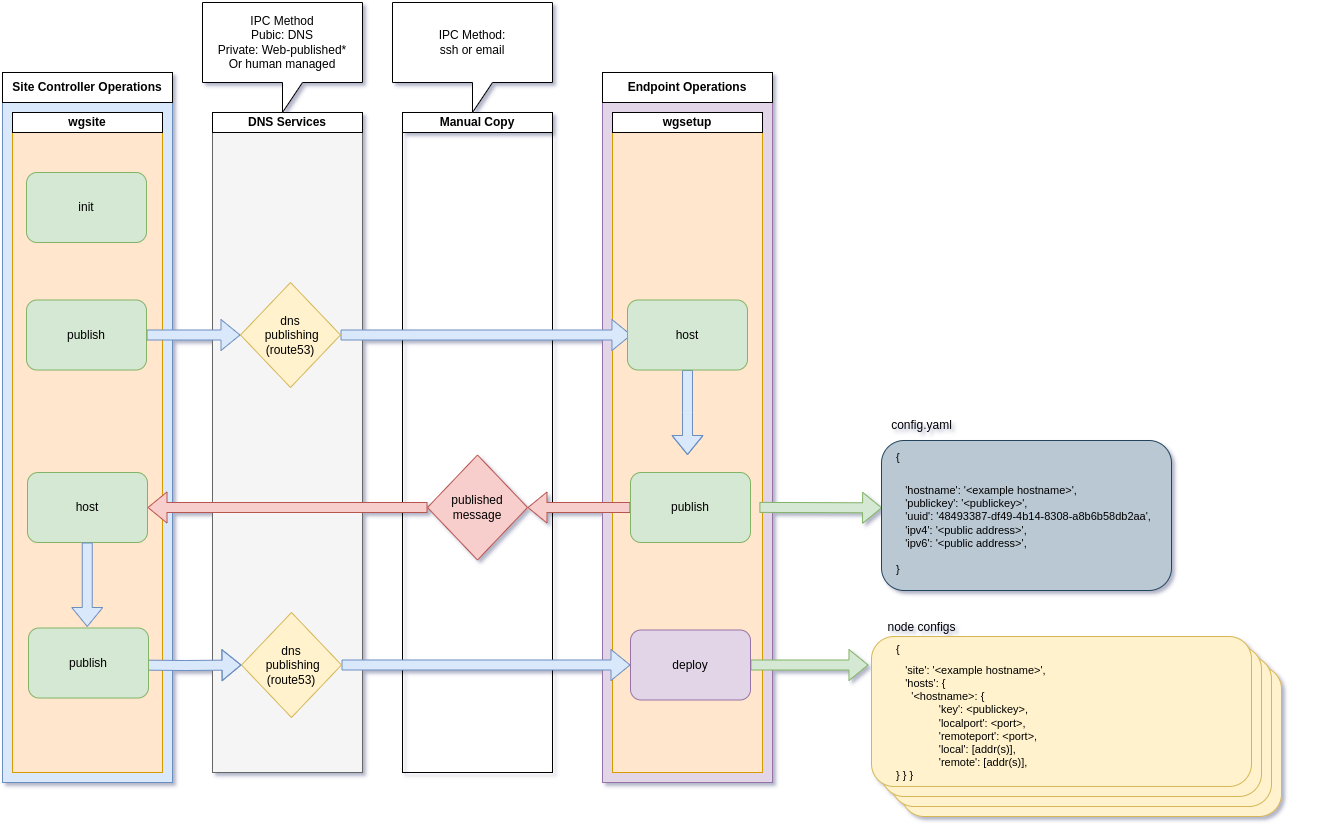 IPC Method
Pubic: DNS
Private: Web-published*
Or human managed
IPC Method:
ssh or email
Site Controller Operations
Endpoint Operations
wgsite
DNS Services
Manual Copy
wgsetup
init
publish
dns
publishing
(route53)
host
config.yaml
{
'hostname': '<example hostname>',
'publickey': '<publickey>',
'uuid': '48493387-df49-4b14-8308-a8b6b58db2aa',
'ipv4': '<public address>',
'ipv6': '<public address>',
}
host
published
message
publish
publish
dns
publishing
(route53)
deploy
node configs
{
'site': '<example hostname>',
'hosts': {
'<hostname>: {
'key': <publickey>,
'localport': <port>,
'remoteport': <port>,
'local': [addr(s)],
'remote': [addr(s)],
} } }